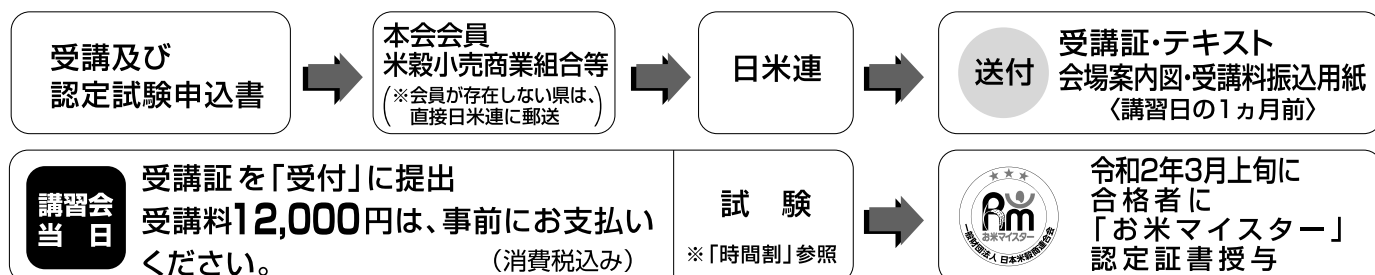 受講及び
認定試験申込書
本会会員
米穀小売商業組合等
(※会員が存在しない県は、
直接日米連に郵送)
日米連
送付
受講証・テキスト
会場案内図・受講料振込用紙
〈講習日の1ヵ月前〉
講習会
当日
受講証を「受付」に提出
受講料12,000円は、事前にお支払い
ください。 (消費税込み)
試 験
※「時間割」参照
Rm
お米マイスター
一般財団法人 日本米穀商連合会
令和2年3月上旬に
合格者に
「お米マイスター」
認定証書授与